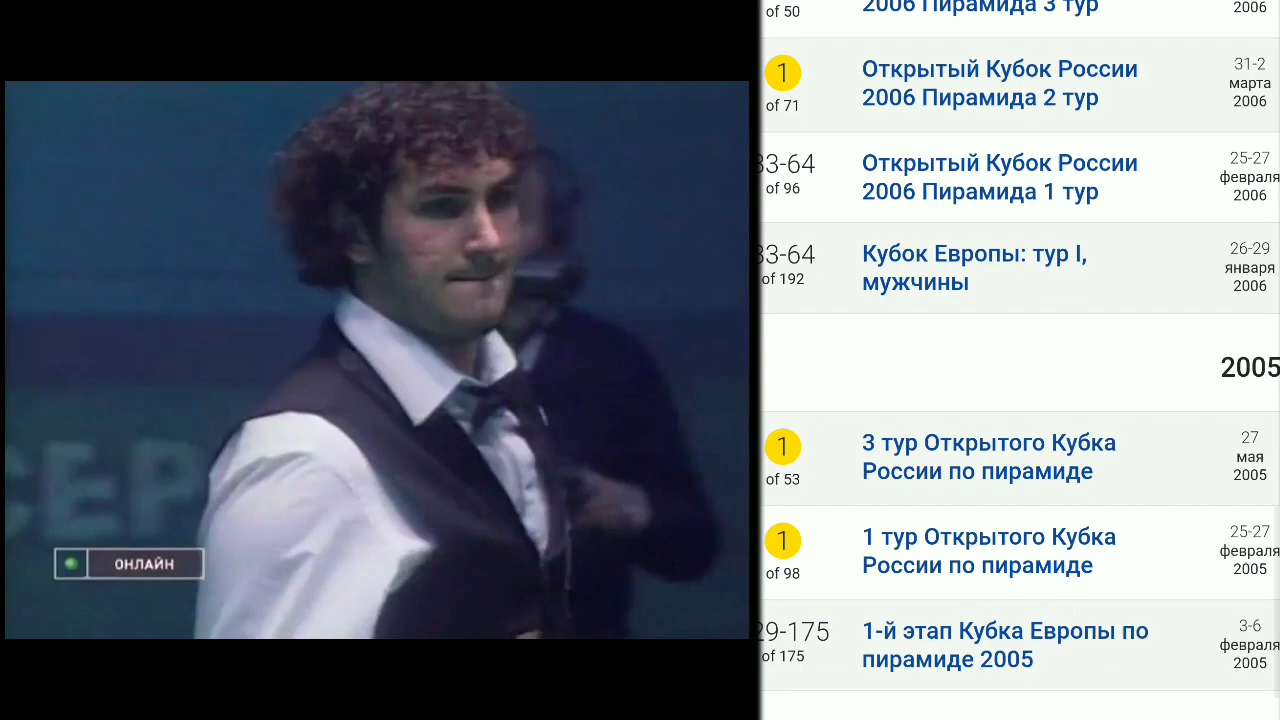 СЕР
ОНЛАЙН
of 50
2006 Пирамида 3 тур
2006
1
of 71
Открытый Кубок России
2006 Пирамида 2 тур
31-2
марта
2006
33-64
of 96
Открытый Кубок России
2006 Пирамида 1 тур
25-27
февраля
2006
33-64
of 192
Кубок Европы: тур I,
мужчины
26-29
января
2006
2005
1
of 53
3 тур Открытого Кубка
России по пирамиде
27
мая
2005
1
of 98
1 тур Открытого Кубка
России по пирамиде
25-27
февраля
2005
29-175
of 175
1-й этап Кубка Европы по
пирамиде 2005
3-6
февраля
2005